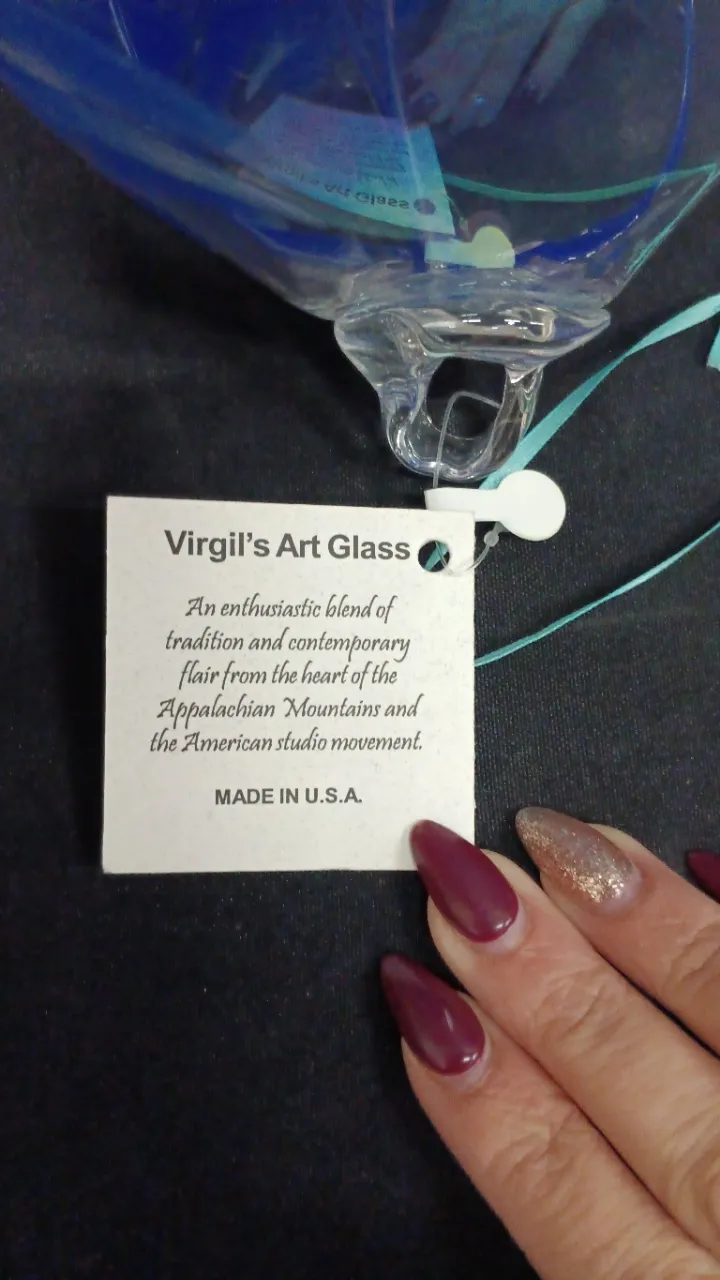 Virgil's Art Glass
An enthusiastic blend of
tradition and contemporary
flair from the heart of the
Appalachian Mountains and
the American studio movement.
MADE IN U.S.A.